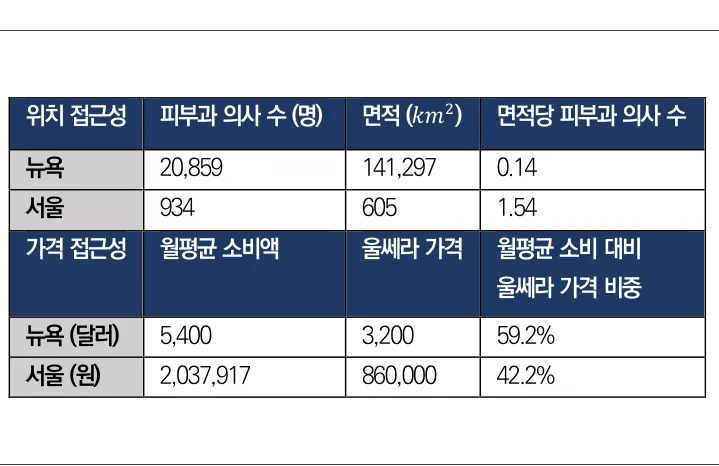 위치 접근성 피부과 의사 수 (명) 면적 (km²) 면적당 피부과 의사 수
뉴욕 20,859 141,297 0.14
서울 934 605 1.54
가격 접근성 월평균 소비액 울쎄라 가격 월평균 소비 대비
울쎄라 가격 비중
뉴욕 (달러) 5,400 3,200 59.2%
서울 (원) 2,037,917 860,000 42.2%